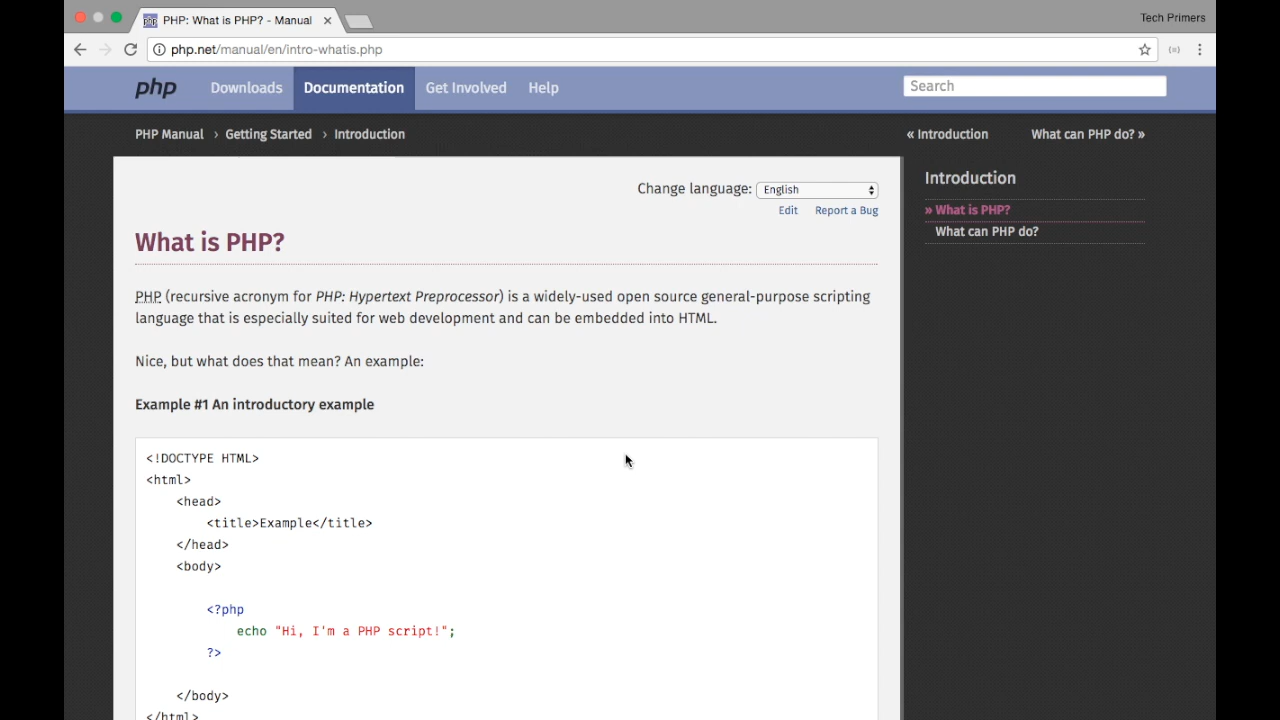 PHP: What is PHP? - Manual
Tech Primers
php.net/manual/en/intro-whatis.php
php Downloads Documentation Get Involved Help Search
PHP Manual › Getting Started › Introduction
« Introduction What can PHP do? »
Introduction
» What is PHP?
What can PHP do?
Change language: English
Edit Report a Bug
What is PHP?
PHP (recursive acronym for PHP: Hypertext Preprocessor) is a widely-used open source general-purpose scripting
language that is especially suited for web development and can be embedded into HTML.
Nice, but what does that mean? An example:
Example #1 An introductory example
<!DOCTYPE HTML>
<html>
<head>
<title>Example</title>
</head>
<body>
<?php
echo "Hi, I'm a PHP script!";
?>
</body>
</html>